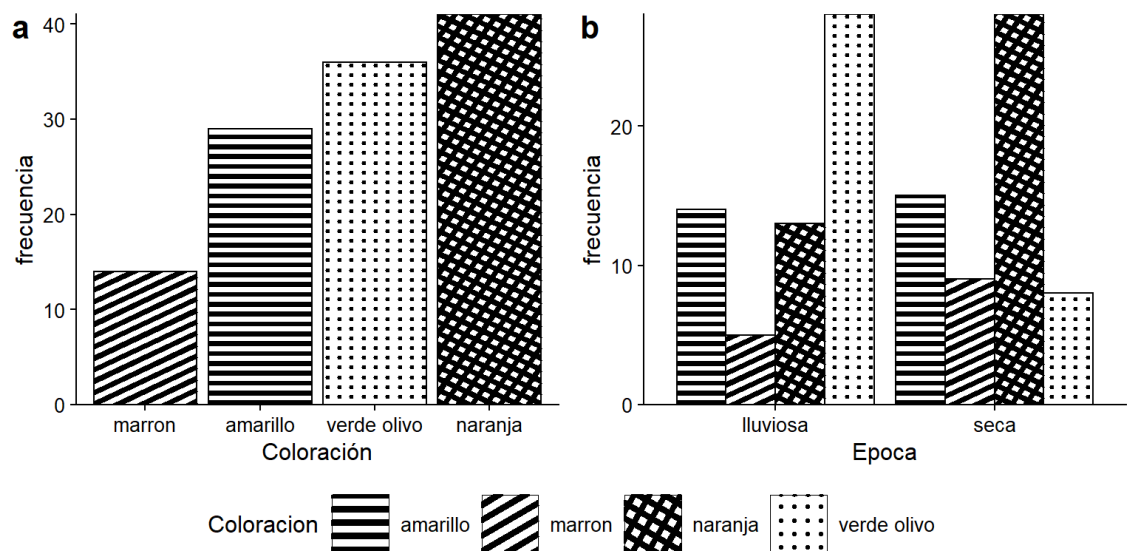 a
frecuencia
40
30
20
10
0
marron amarillo verde olivo naranja
Coloración
b
frecuencia
20
10
0
lluviosa seca
Epoca
Coloracion amarillo marron naranja verde olivo